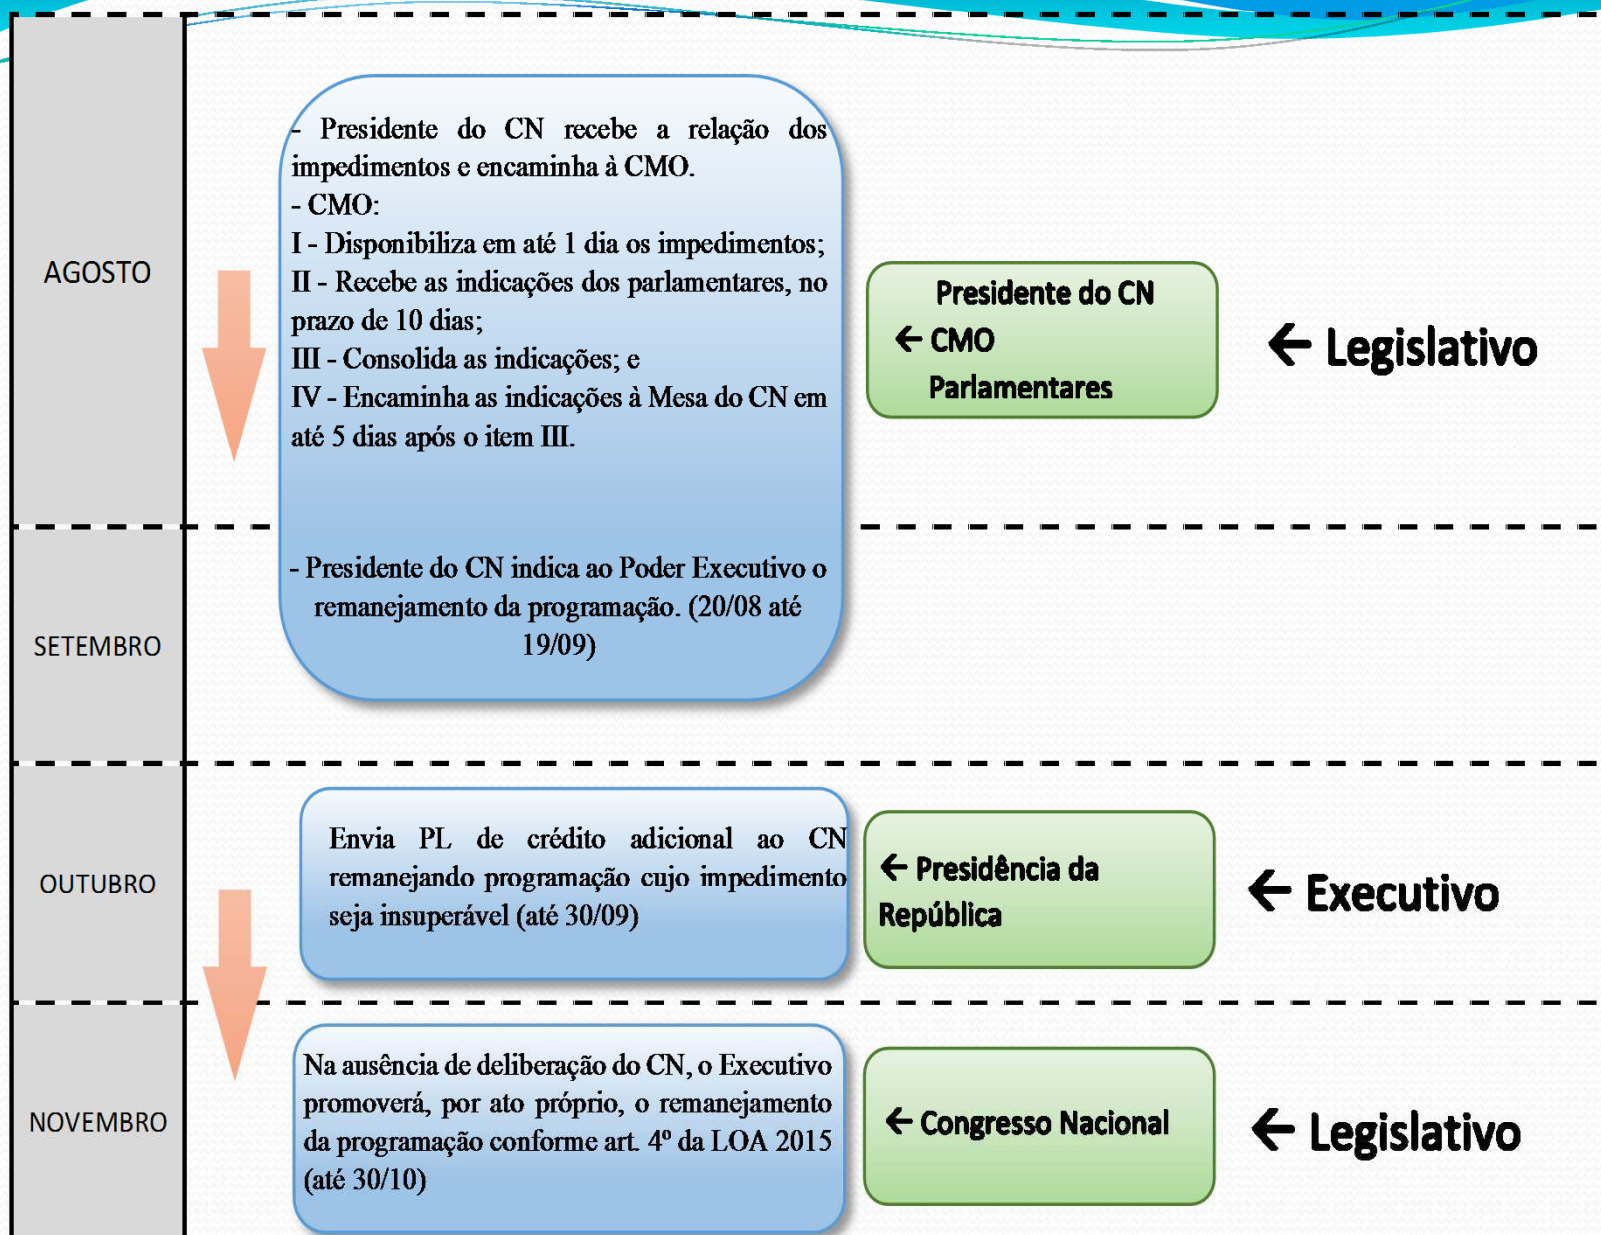 AGOSTO
- Presidente do CN recebe a relação dos
impedimentos e encaminha à CMO.
- CMO:
I - Disponibiliza em até 1 dia os impedimentos;
II - Recebe as indicações dos parlamentares, no
prazo de 10 dias;
III - Consolida as indicações; e
IV - Encaminha as indicações à Mesa do CN em
até 5 dias após o item III.
Presidente do CN
← CMO
Parlamentares
← Legislativo
SETEMBRO
- Presidente do CN indica ao Poder Executivo o
remanejamento da programação. (20/08 até
19/09)
OUTUBRO
Envia PL de crédito adicional ao CN
remanejando programação cujo impedimento
seja insuperável (até 30/09)
← Presidência da
República
← Executivo
NOVEMBRO
Na ausência de deliberação do CN, o Executivo
promoverá, por ato próprio, o remanejamento
da programação conforme art. 4º da LOA 2015
(até 30/10)
← Congresso Nacional
← Legislativo